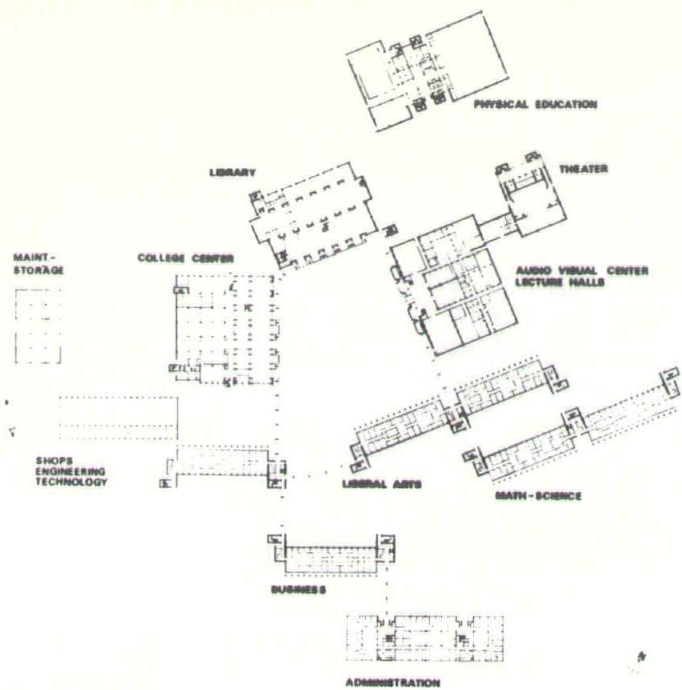 PHYSICAL EDUCATION
LIBRARY
THEATER
MAINT.-
STORAGE
COLLEGE CENTER
AUDIO VISUAL CENTER
LECTURE HALLS
SHOPS
ENGINEERING
TECHNOLOGY
LIBERAL ARTS
MATH-SCIENCE
BUSINESS
ADMINISTRATION